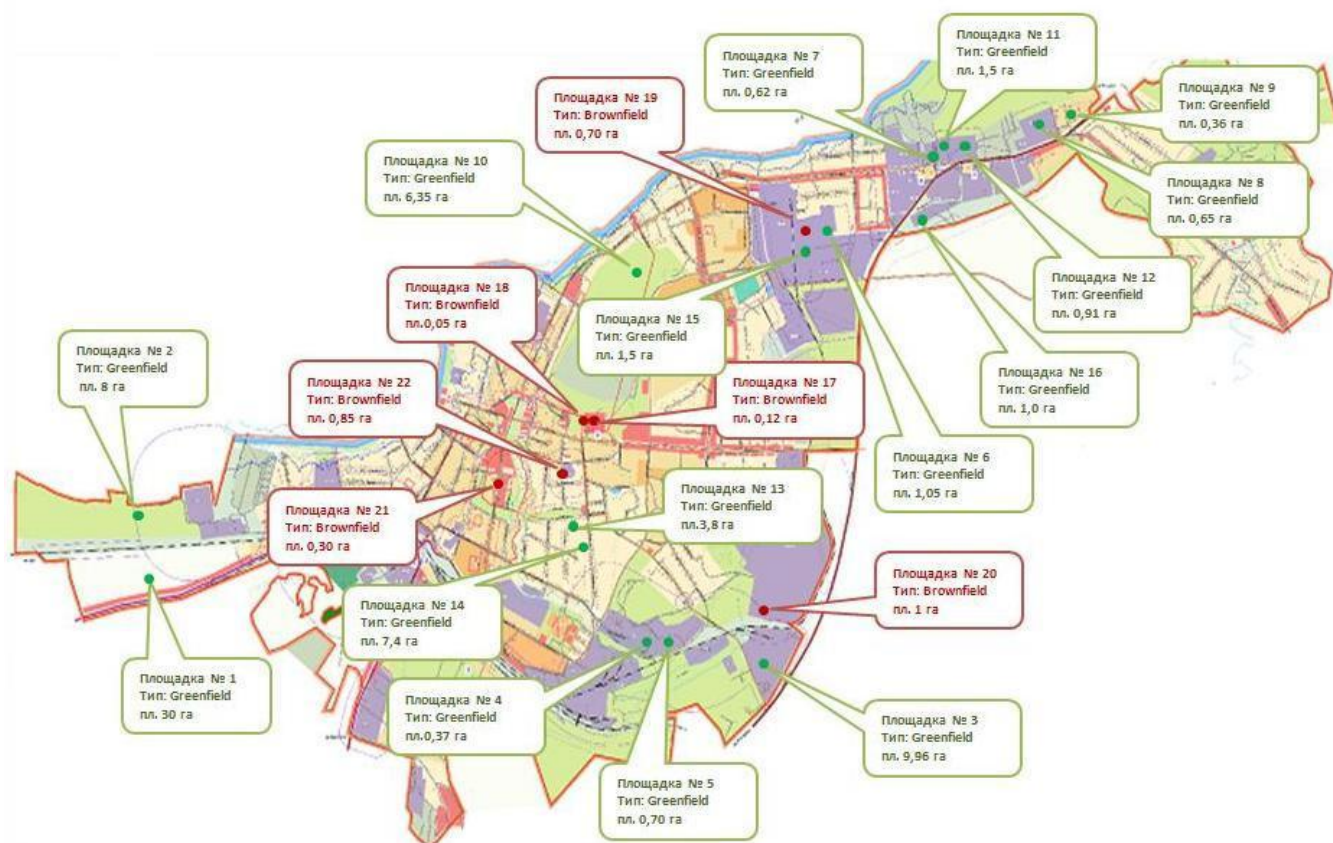 Площадка № 11
Тип: Greenfield
пл. 1,5 га
Площадка № 7
Тип: Greenfield
пл. 0,62 га
Площадка № 9
Тип: Greenfield
пл. 0,36 га
Площадка № 19
Тип: Brownfield
пл. 0,70 га
Площадка № 10
Тип: Greenfield
пл. 6,35 га
Площадка № 8
Тип: Greenfield
пл. 0,65 га
Площадка № 12
Тип: Greenfield
пл. 0,91 га
Площадка № 18
Тип: Brownfield
пл.0,05 га
Площадка № 15
Тип: Greenfield
пл. 1,5 га
Площадка № 2
Тип: Greenfield
пл. 8 га
Площадка № 16
Тип: Greenfield
пл. 1,0 га
Площадка № 22
Тип: Brownfield
пл. 0,85 га
Площадка № 17
Тип: Brownfield
пл. 0,12 га
Площадка № 6
Тип: Greenfield
пл. 1,05 га
Площадка № 13
Тип: Greenfield
пл.3,8 га
Площадка № 21
Тип: Brownfield
пл. 0,30 га
Площадка № 20
Тип: Brownfield
пл. 1 га
Площадка № 14
Тип: Greenfield
пл. 7,4 га
Площадка № 1
Тип: Greenfield
пл. 30 га
Площадка № 4
Тип: Greenfield
пл.0,37 га
Площадка № 3
Тип: Greenfield
пл. 9,96 га
Площадка № 5
Тип: Greenfield
пл. 0,70 га